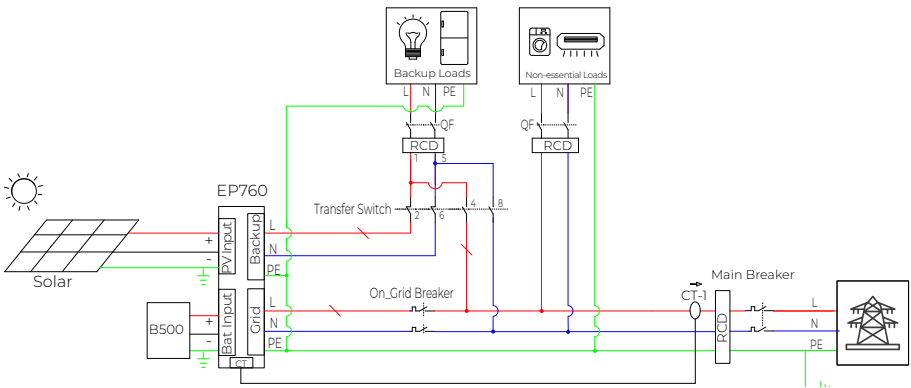 Backup Loads
Non-essential Loads
L N PE
L N PE
QF
QF
RCD
RCD
1 5
EP760
Transfer Switch
2 6 4 8
PV Input
Backup
L
+
N
-
PE
Solar
Main Breaker
On_Grid Breaker
CT-1
B500
Bat Input
Grid
L
+
N
-
PE
CT
RCD
L
N
PE